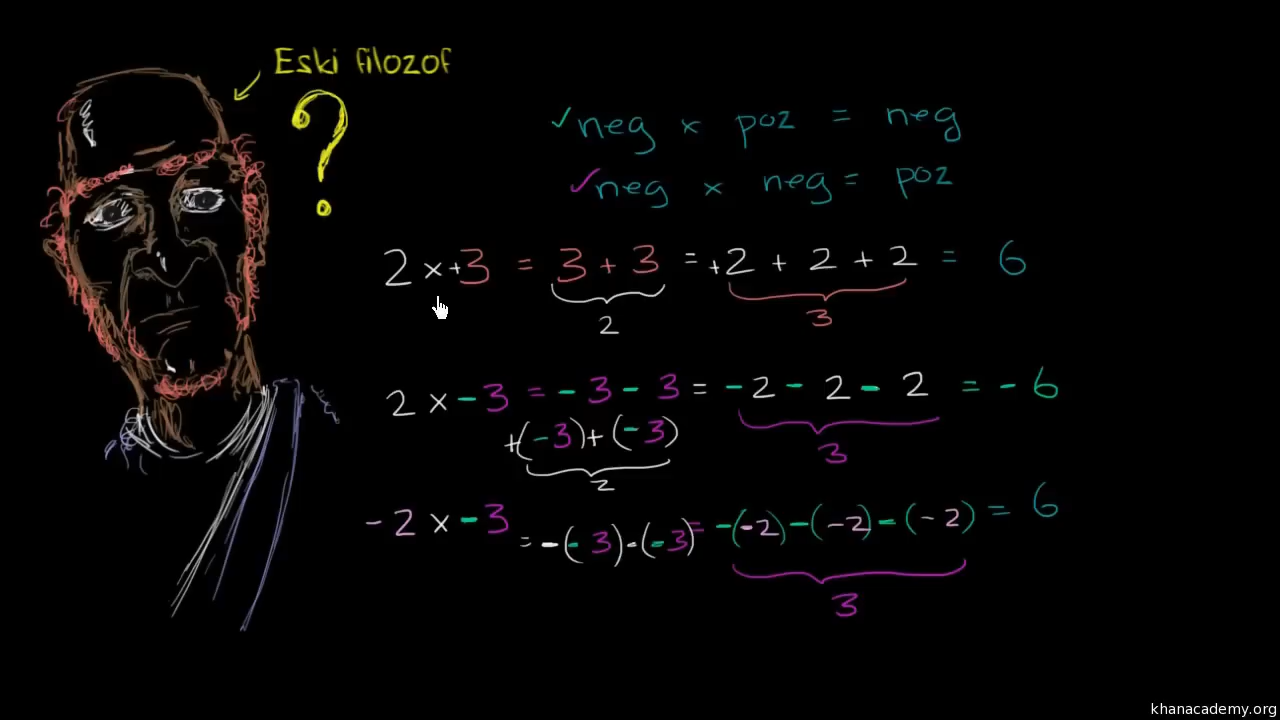 Eski filozof
?
✓neg x poz = neg
✓neg x neg = poz
2 x +3 = 3 + 3 = +2 + 2 + 2 = 6
2 3
2 x -3 = -3 - 3 = -2 - 2 - 2 = -6
+(-3)+(-3)
2 3
-2 x -3 = -(-3)-(-3) = -(-2)-(-2)-(-2) = 6
3
khanacademy.org